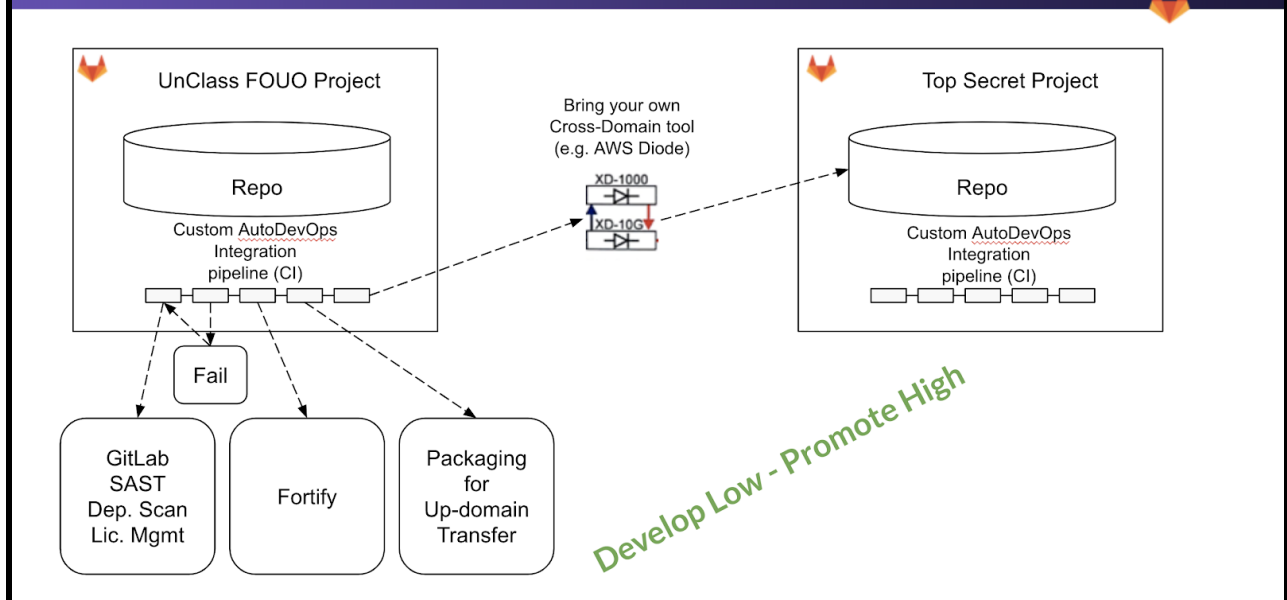 UnClass FOUO Project
Repo
Custom AutoDevOps
Integration
pipeline (CI)
Fail
GitLab
SAST
Dep. Scan
Lic. Mgmt
Fortify
Packaging
for
Up-domain
Transfer
Bring your own
Cross-Domain tool
(e.g. AWS Diode)
XD-1000
XD-10G
Top Secret Project
Repo
Custom AutoDevOps
Integration
pipeline (CI)
Develop Low - Promote High